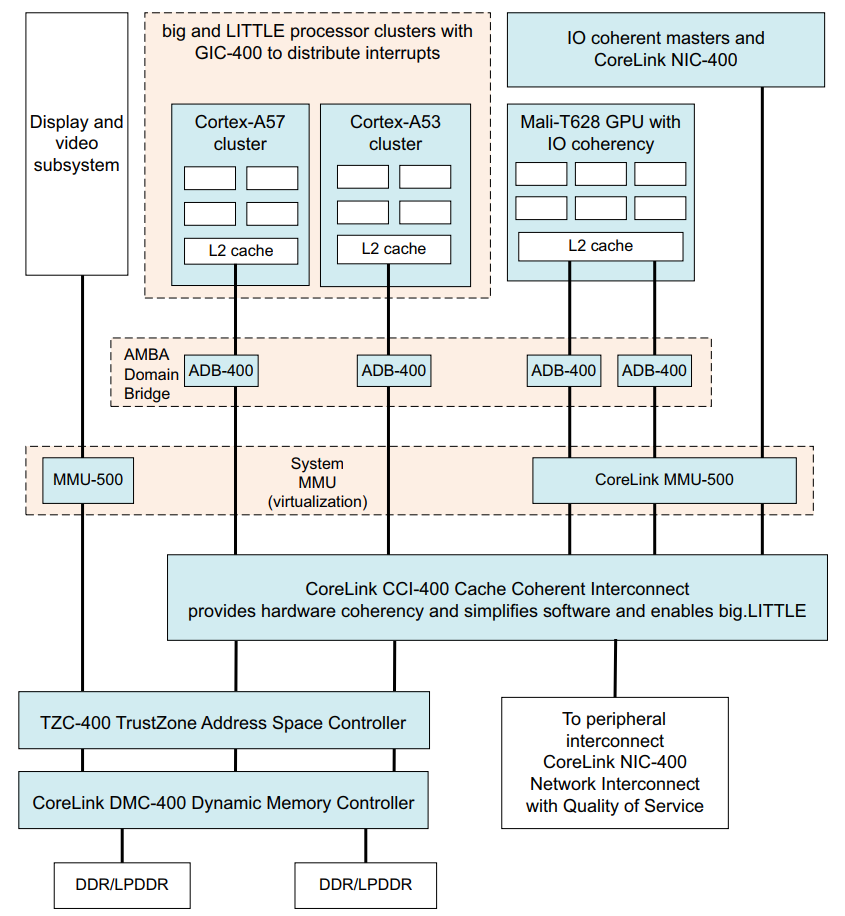 big and LITTLE processor clusters with
GIC-400 to distribute interrupts
IO coherent masters and
CoreLink NIC-400
Display and
video
subsystem
Cortex-A57
cluster
L2 cache
Cortex-A53
cluster
L2 cache
Mali-T628 GPU with
IO coherency
L2 cache
AMBA
Domain
Bridge
ADB-400
ADB-400
ADB-400
ADB-400
MMU-500
System
MMU
(virtualization)
CoreLink MMU-500
CoreLink CCI-400 Cache Coherent Interconnect
provides hardware coherency and simplifies software and enables big.LITTLE
TZC-400 TrustZone Address Space Controller
To peripheral
interconnect
CoreLink NIC-400
Network Interconnect
with Quality of Service
CoreLink DMC-400 Dynamic Memory Controller
DDR/LPDDR
DDR/LPDDR